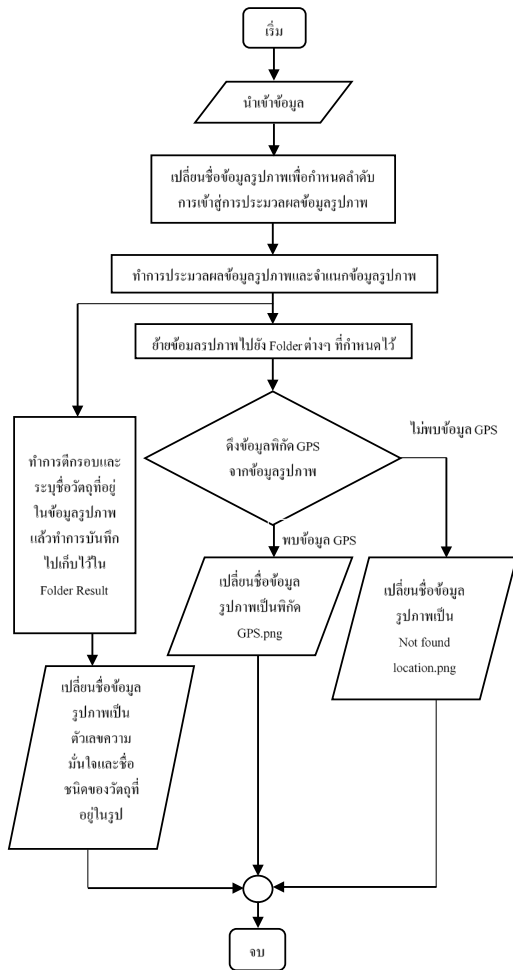 เริ่ม
นำเข้าข้อมูล
เปลี่ยนชื่อข้อมูลรูปภาพเพื่อกำหนดลำดับ
การเข้าสู่การประมวลผลข้อมูลรูปภาพ
ทำการประมวลผลข้อมูลรูปภาพและจำแนกข้อมูลรูปภาพ
ย้ายข้อมูลรูปภาพไปยัง Folder ต่างๆ ที่กำหนดไว้
ทำการตีกรอบและ
ระบุชื่อวัตถุที่อยู่
ในข้อมูลรูปภาพ
แล้วทำการบันทึก
ไปเก็บไว้ใน
Folder Result
ดึงข้อมูลพิกัด GPS
จากข้อมูลรูปภาพ
ไม่พบข้อมูล GPS
พบข้อมูล GPS
เปลี่ยนชื่อข้อมูล
รูปภาพเป็นพิกัด
GPS.png
เปลี่ยนชื่อข้อมูล
รูปภาพเป็น
Not found
location.png
เปลี่ยนชื่อข้อมูล
รูปภาพเป็น
ตัวเลขความ
มั่นใจและชื่อ
ชนิดของวัตถุที่
อยู่ในรูป
จบ